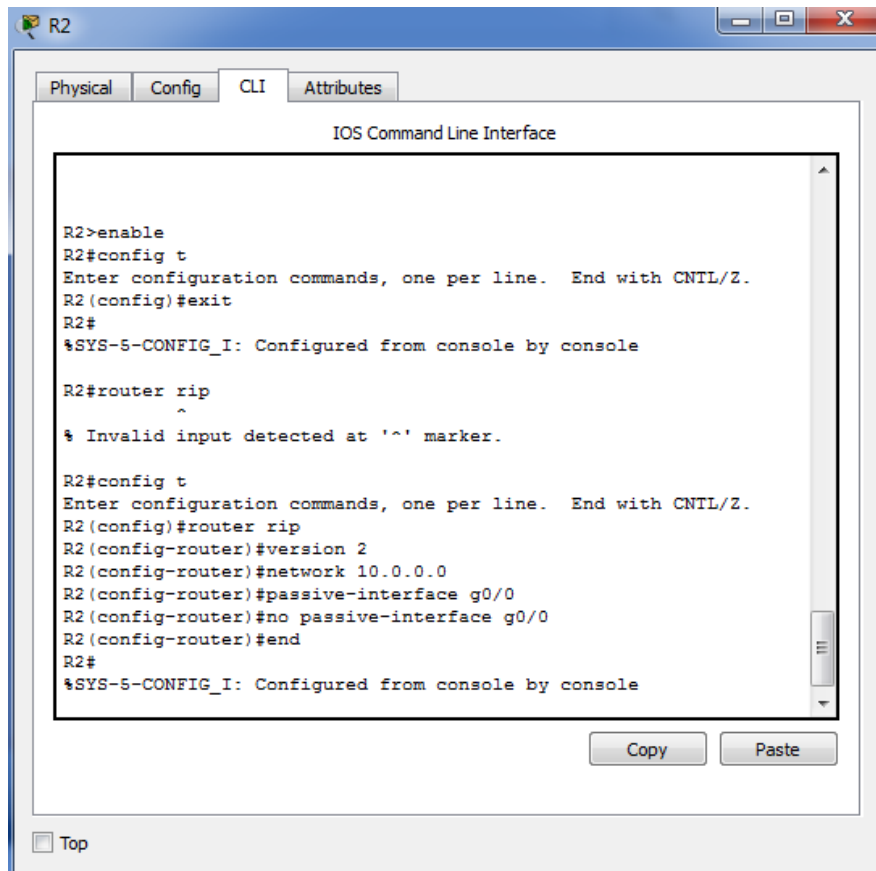 R2
Physical Config CLI Attributes
IOS Command Line Interface
R2>enable
R2#config t
Enter configuration commands, one per line.  End with CNTL/Z.
R2(config)#exit
R2#
%SYS-5-CONFIG_I: Configured from console by console
R2#router rip
^
% Invalid input detected at '^' marker.
R2#config t
Enter configuration commands, one per line.  End with CNTL/Z.
R2(config)#router rip
R2(config-router)#version 2
R2(config-router)#network 10.0.0.0
R2(config-router)#passive-interface g0/0
R2(config-router)#no passive-interface g0/0
R2(config-router)#end
R2#
%SYS-5-CONFIG_I: Configured from console by console
Copy Paste
Top